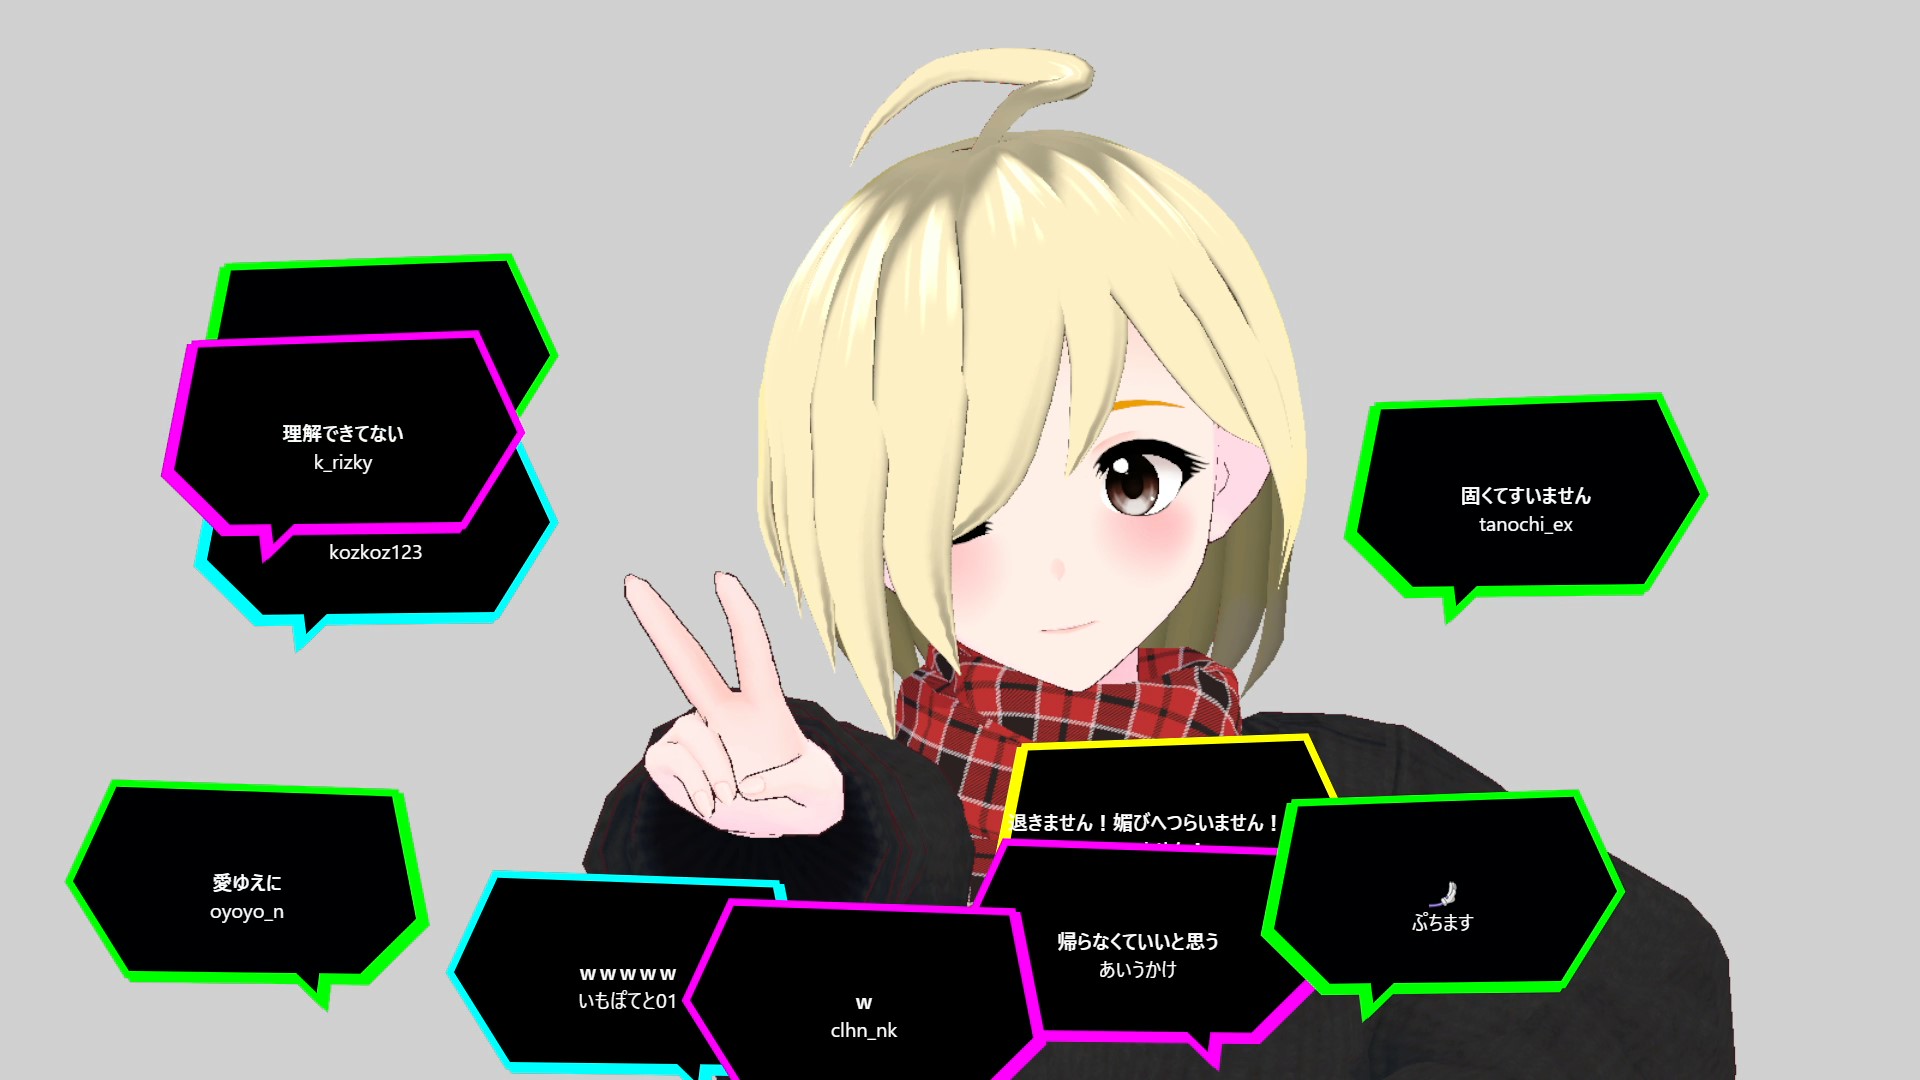 理解できてない
k_rizky
kozkoz123
固くてすいません
tanochi_ex
退きません！媚びへつらいません！
愛ゆえに
oyoyo_n
帰らなくていいと思う
あいうかけ
ぷちます
wwwww
いもぽてと01
w
clhn_nk